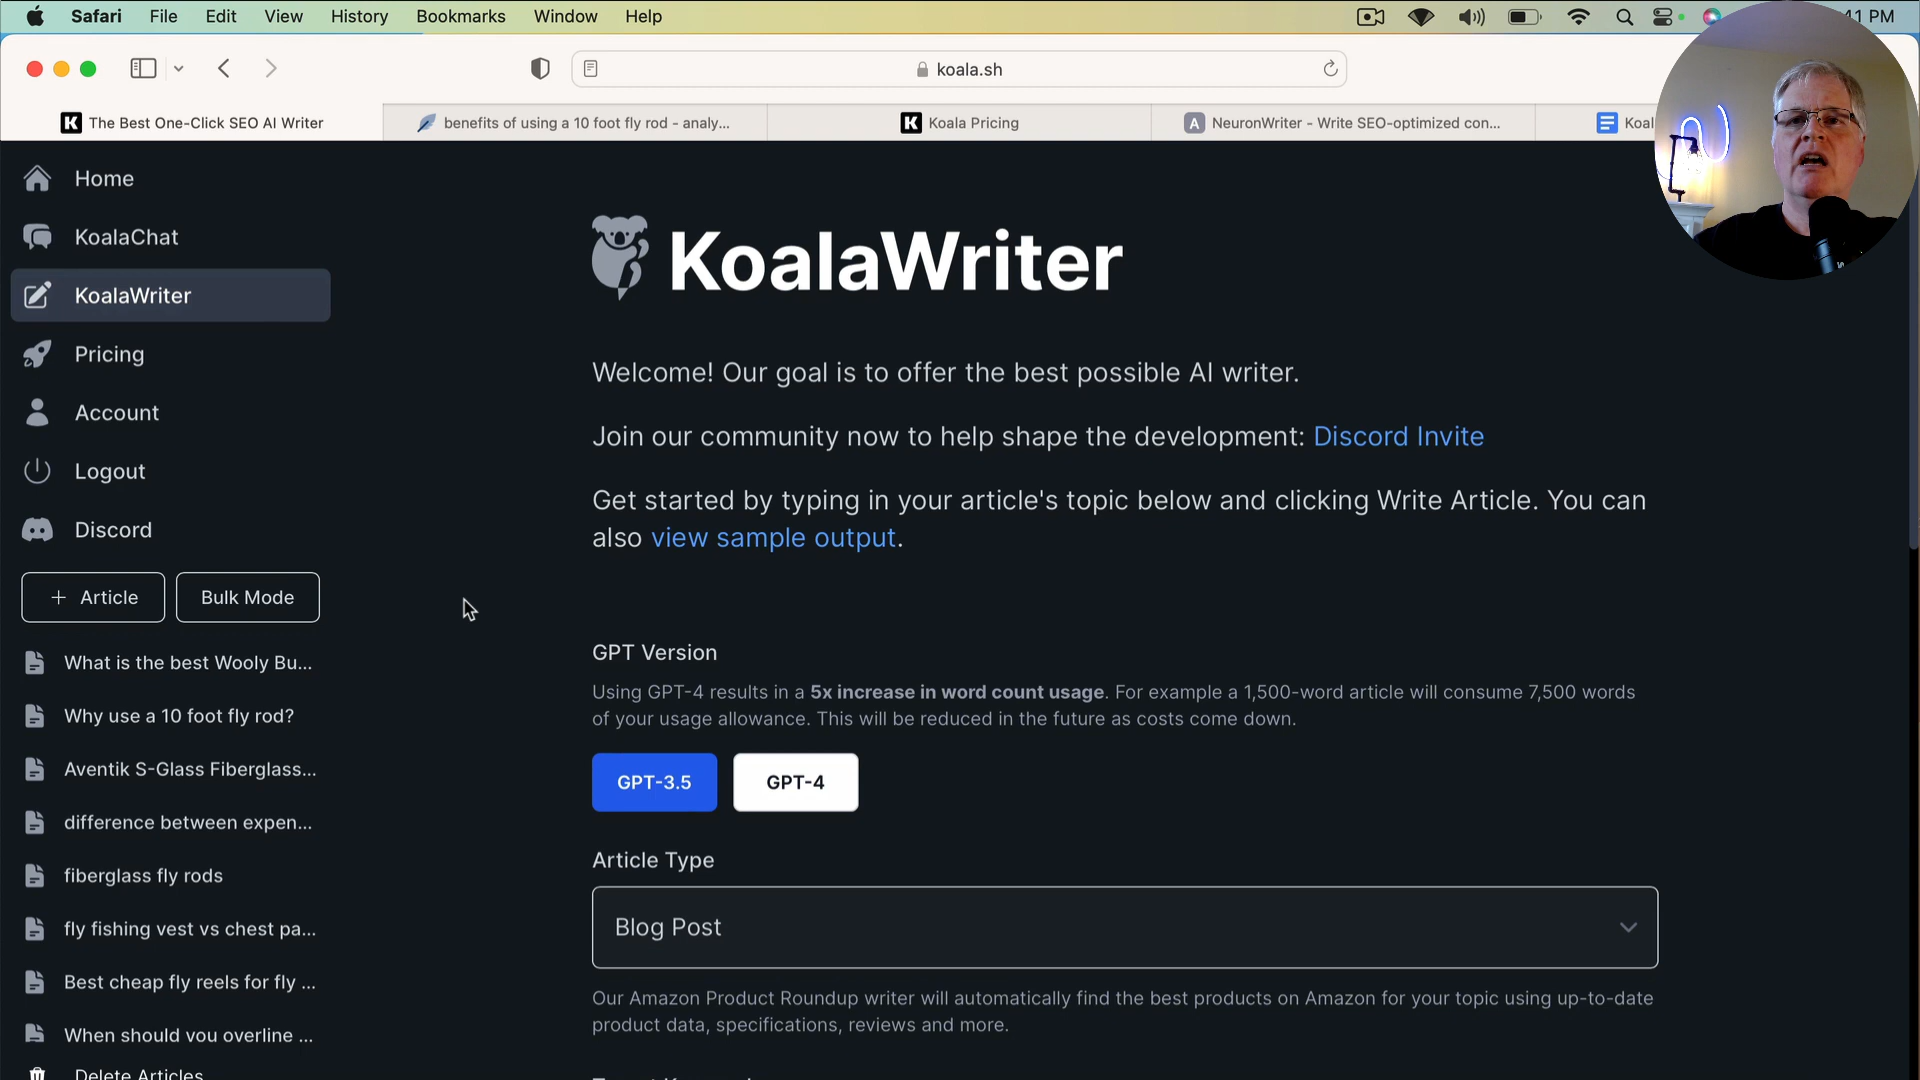 Safari File Edit View History Bookmarks Window Help
41 PM
koala.sh
The Best One-Click SEO AI Writer
benefits of using a 10 foot fly rod - analy...
Koala Pricing
NeuronWriter - Write SEO-optimized con...
Koal
Home
KoalaChat
KoalaWriter
Pricing
Account
Logout
Discord
+ Article
Bulk Mode
What is the best Wooly Bu...
Why use a 10 foot fly rod?
Aventik S-Glass Fiberglass...
difference between expen...
fiberglass fly rods
fly fishing vest vs chest pa...
Best cheap fly reels for fly ...
When should you overline ...
Delete Articles
KoalaWriter
Welcome! Our goal is to offer the best possible AI writer.
Join our community now to help shape the development: Discord Invite
Get started by typing in your article's topic below and clicking Write Article. You can
also view sample output.
GPT Version
Using GPT-4 results in a 5x increase in word count usage. For example a 1,500-word article will consume 7,500 words
of your usage allowance. This will be reduced in the future as costs come down.
GPT-3.5
GPT-4
Article Type
Blog Post
Our Amazon Product Roundup writer will automatically find the best products on Amazon for your topic using up-to-date
product data, specifications, reviews and more.